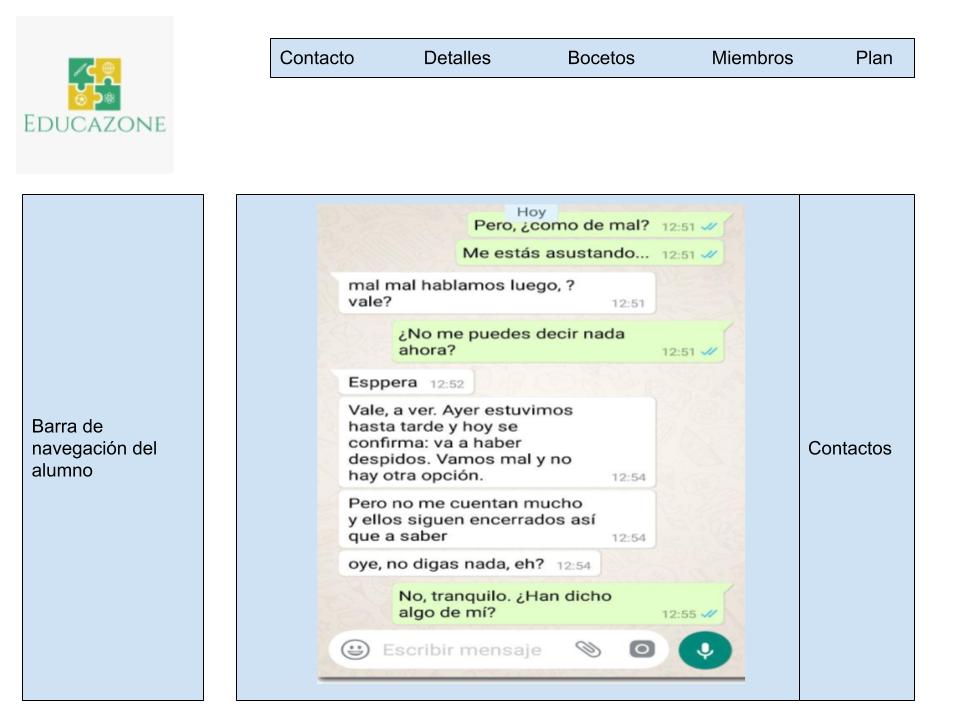 EDUCAZONE
Contacto Detalles Bocetos Miembros Plan
Barra de
navegación del
alumno
Hoy
Pero, ¿como de mal? 12:51
Me estás asustando... 12:51
mal mal hablamos luego, ?
vale? 12:51
¿No me puedes decir nada
ahora? 12:51
Esppera 12:52
Vale, a ver. Ayer estuvimos
hasta tarde y hoy se
confirma: va a haber
despidos. Vamos mal y no
hay otra opción. 12:54
Pero no me cuentan mucho
y ellos siguen encerrados así
que a saber 12:54
oye, no digas nada, eh? 12:54
No, tranquilo. ¿Han dicho
algo de mí? 12:55
Escribir mensaje
Contactos